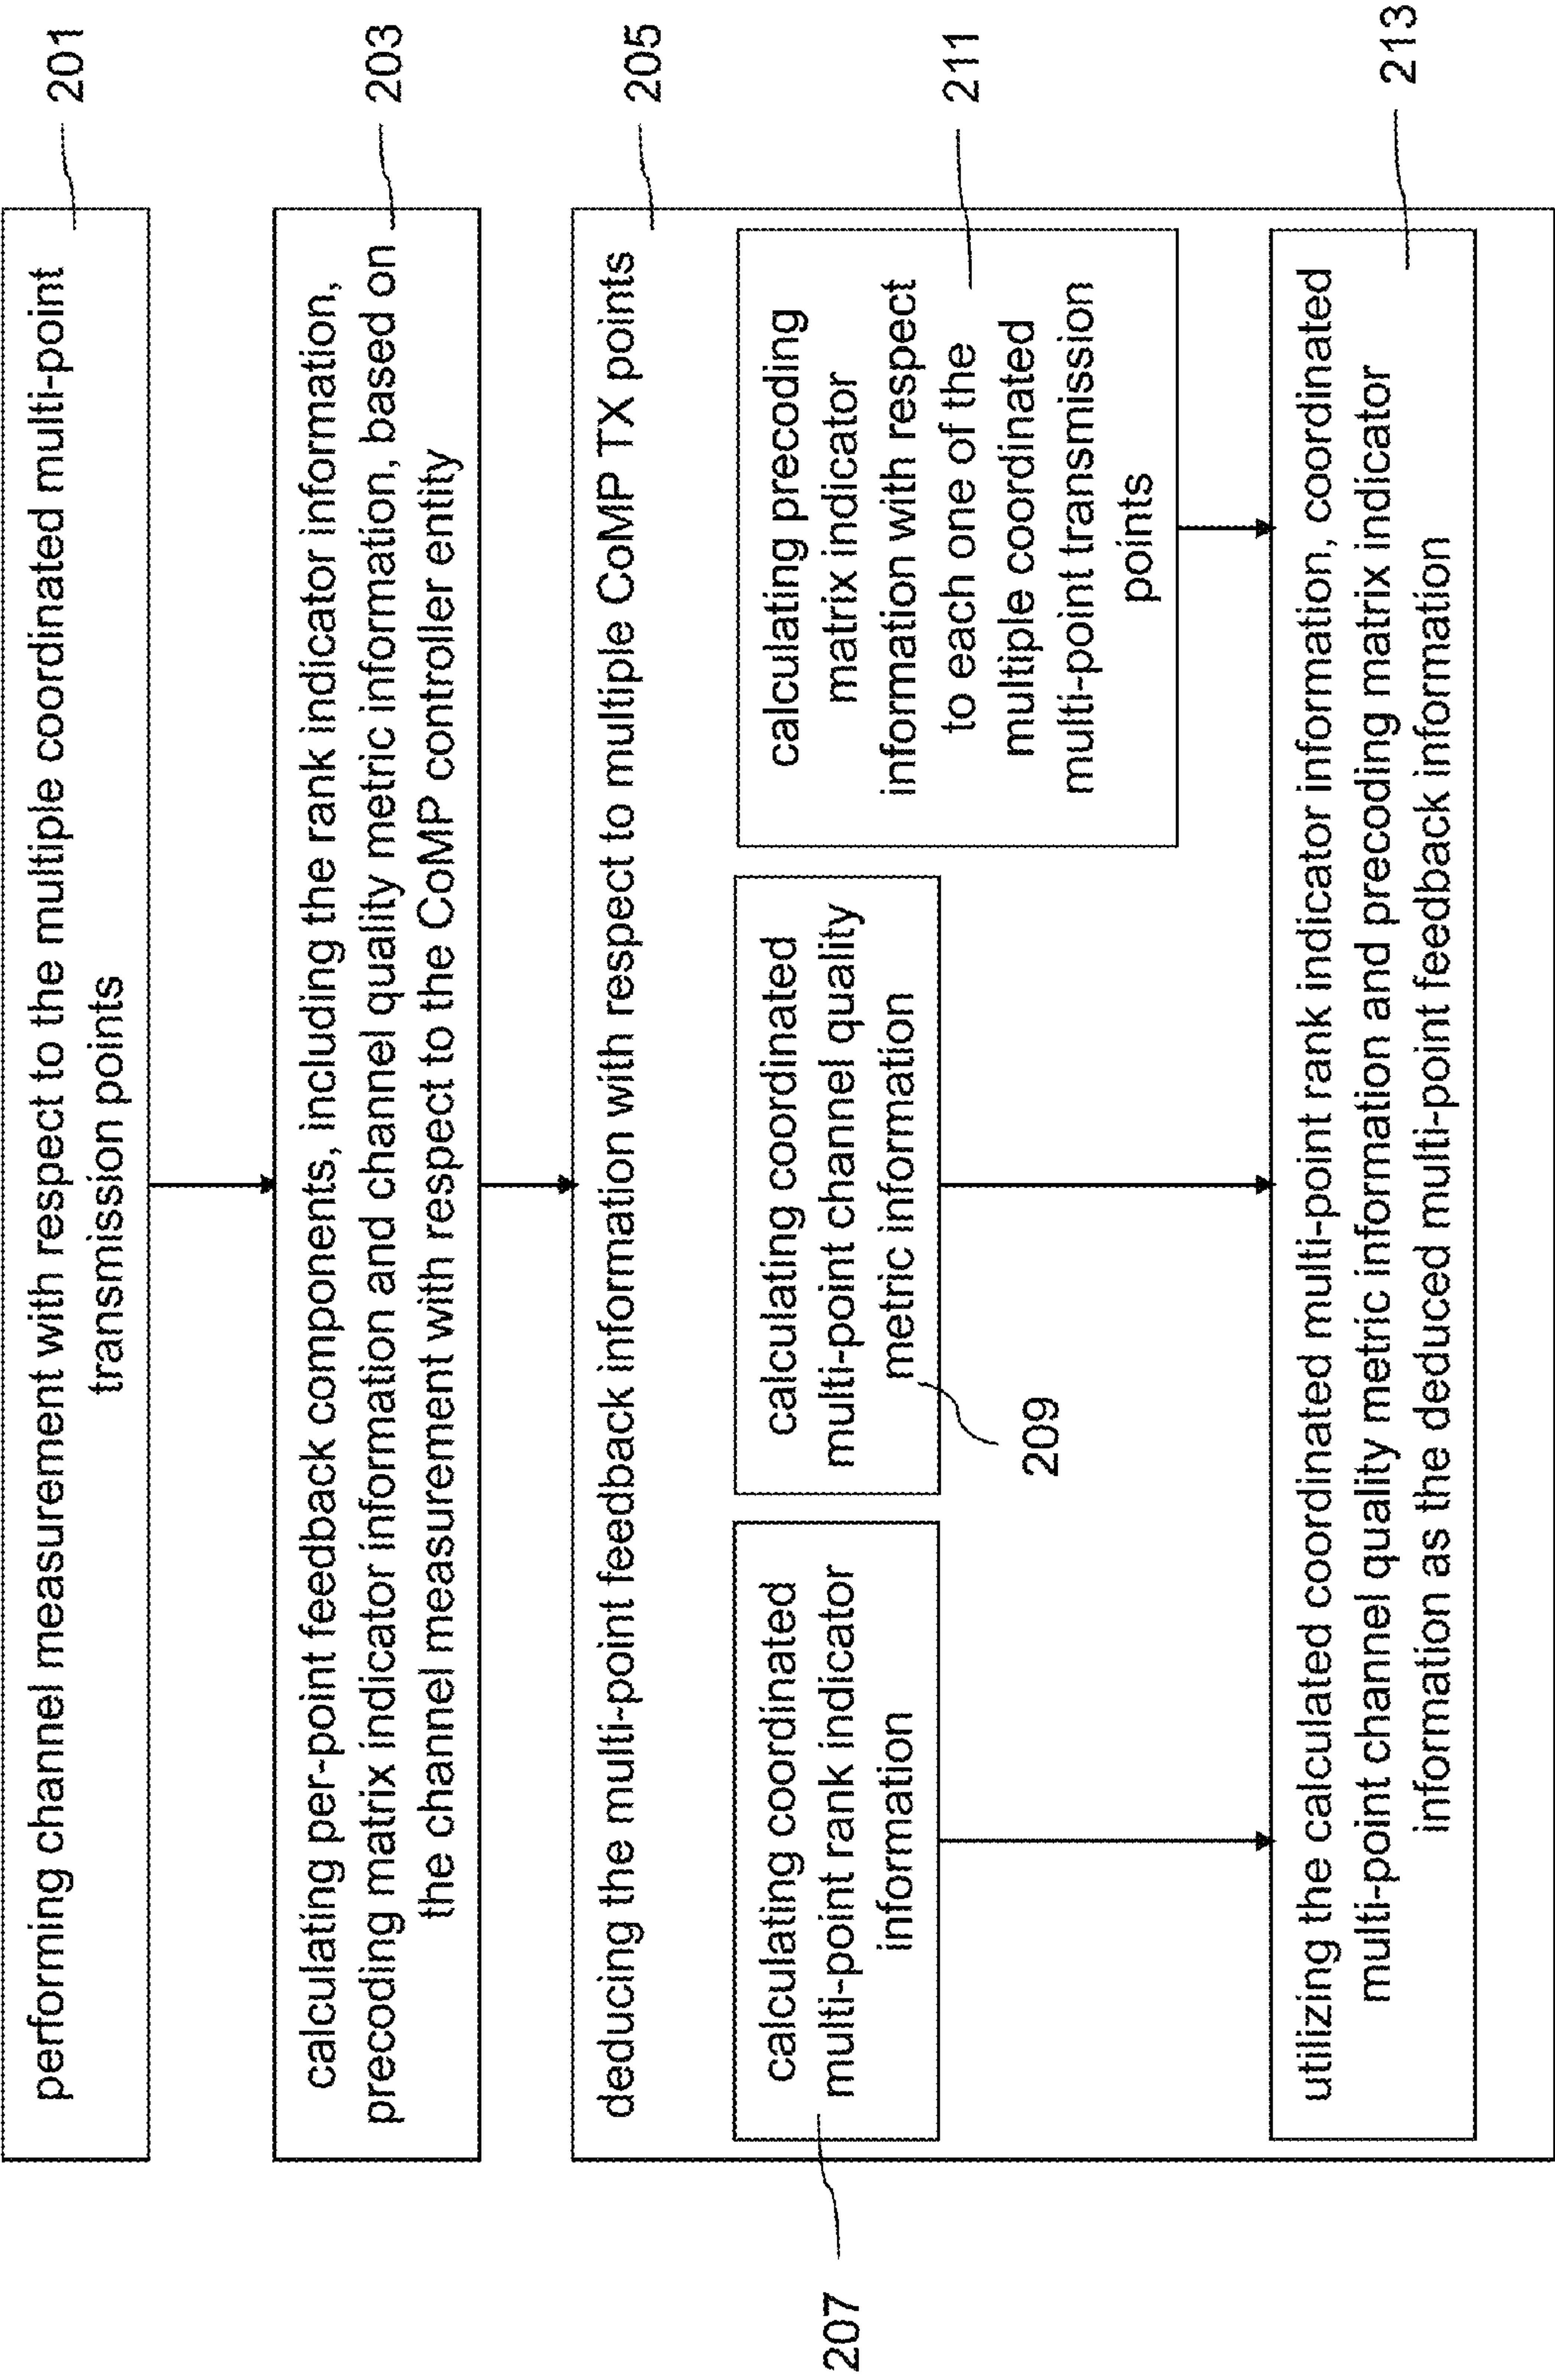 performing channel measurement with respect to the multiple coordinated multi-point
transmission points
201
calculating per-point feedback components, including the rank indicator information,
precoding matrix indicator information and channel quality metric information, based on
the channel measurement with respect to the CoMP controller entity
203
deducing the multi-point feedback information with respect to multiple CoMP TX points
205
calculating coordinated
multi-point rank indicator
information
207
calculating coordinated
multi-point channel quality
metric information
209
calculating precoding
matrix indicator
information with respect
to each one of the
multiple coordinated
multi-point transmission
points
211
utilizing the calculated coordinated multi-point rank indicator information, coordinated
multi-point channel quality metric information and precoding matrix indicator
information as the deduced multi-point feedback information
213